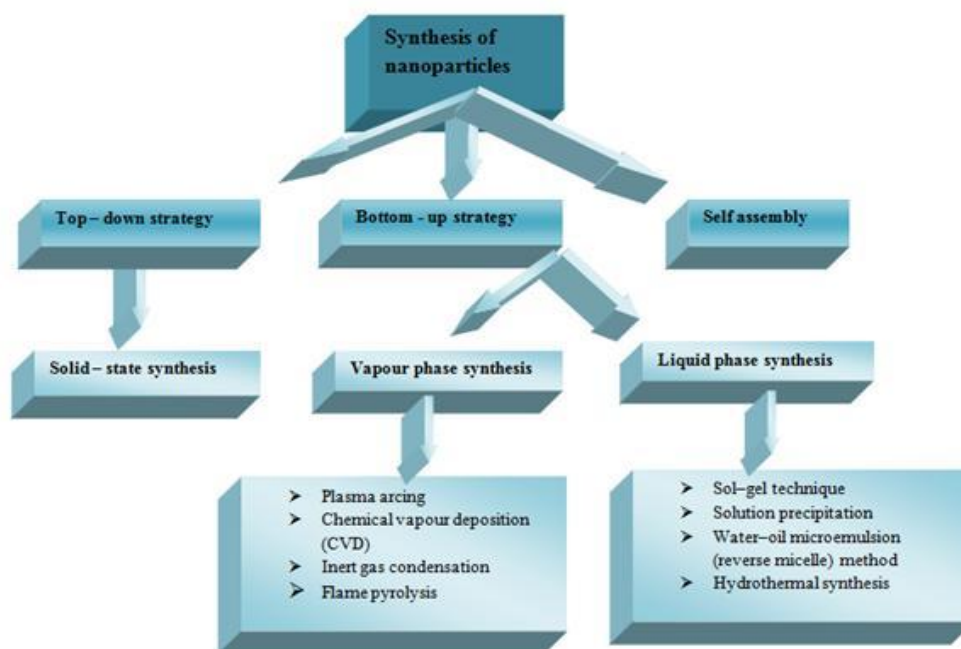 Synthesis of
nanoparticles
Top – down strategy
Bottom - up strategy
Self assembly
Solid – state synthesis
Vapour phase synthesis
Liquid phase synthesis
➢ Plasma arcing
➢ Chemical vapour deposition
(CVD)
➢ Inert gas condensation
➢ Flame pyrolysis
➢ Sol–gel technique
➢ Solution precipitation
➢ Water–oil microemulsion
(reverse micelle) method
➢ Hydrothermal synthesis